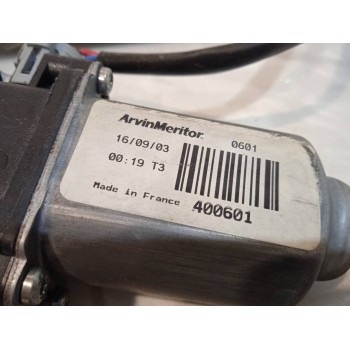 ArvinMeritor 0601
16/09/03
00:19 T3
Made in France 400601